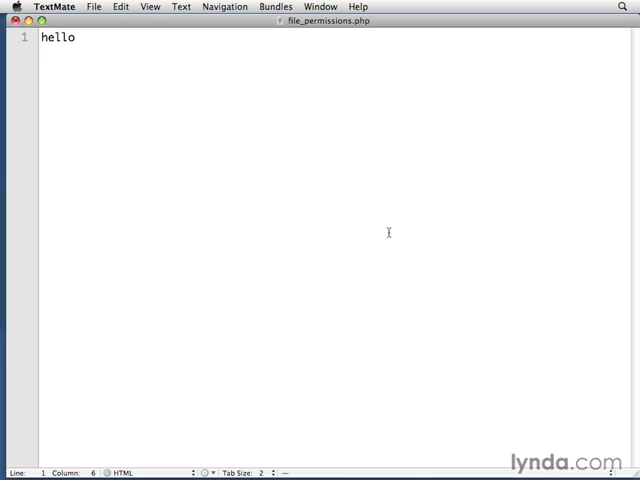 TextMate File Edit View Text Navigation Bundles Window Help
file_permissions.php
1 hello
Line: 1 Column: 6 HTML Tab Size: 2 —
lynda.com